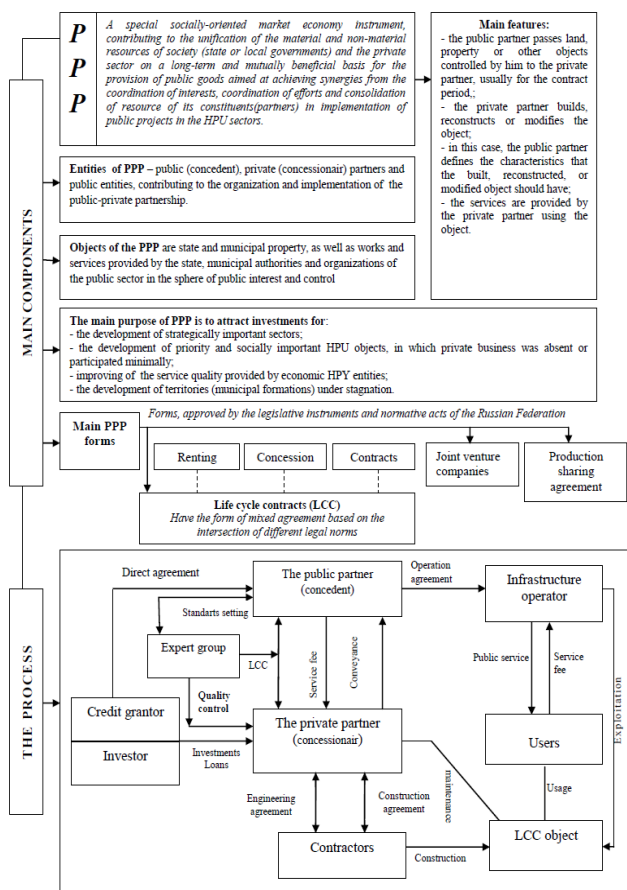 P
P
P
A special socially-oriented market economy instrument,
contributing to the unification of the material and non-material
resources of society (state or local governments) and the private
sector on a long-term and mutually beneficial basis for the
provision of public goods aimed at achieving synergies from the
coordination of interests, coordination of efforts and consolidation
of resource of its constituents(partners) in implementation of
public projects in the HPU sectors.
Main features:
- the public partner passes land,
property or other objects
controlled by him to the private
partner, usually for the contract
period,;
- the private partner builds,
reconstructs or modifies the
object;
- in this case, the public partner
defines the characteristics that
the built, reconstructed, or
modified object should have;
- the services are provided by
the private partner using the
object.
MAIN COMPONENTS
Entities of PPP – public (concedent), private (concessionair) partners and
public entities, contributing to the organization and implementation of the
public-private partnership.
Objects of the PPP are state and municipal property, as well as works and
services provided by the state, municipal authorities and organizations of
the public sector in the sphere of public interest and control
The main purpose of PPP is to attract investments for:
- the development of strategically important sectors;
- the development of priority and socially important HPU objects, in which private business was absent or
participated minimally;
- improving of the service quality provided by economic HPY entities;
- the development of territories (municipal formations) under stagnation.
Main PPP
forms
Forms, approved by the legislative instruments and normative acts of the Russian Federation
Renting
Concession
Contracts
Joint venture
companies
Production
sharing
agreement
Life cycle contracts (LCC)
Have the form of mixed agreement based on the
intersection of different legal norms
THE PROCESS
Direct agreement
The public partner
(concedent)
Operation
agreement
Infrastructure
operator
Standarts setting
Expert group
LCC
Service fee
Conveyance
Public service
Service
fee
Exploitation
Quality
control
Credit grantor
Investor
Investments
Loans
The private partner
(concessionair)
Users
maintenance
Usage
Engineering
agreement
Construction
agreement
Contractors
Construction
LCC object